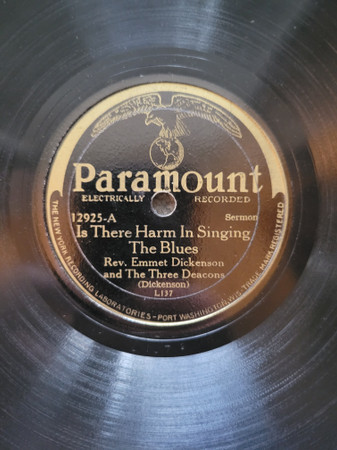 Paramount
ELECTRICALLY RECORDED
12925-A Sermon
Is There Harm In Singing
The Blues
Rev. Emmet Dickenson
and The Three Deacons
(Dickenson)
L137
THE NEW YORK RECORDING LABORATORIES - PORT WASHINGTON, WIS. TRADE MARK REGISTERED